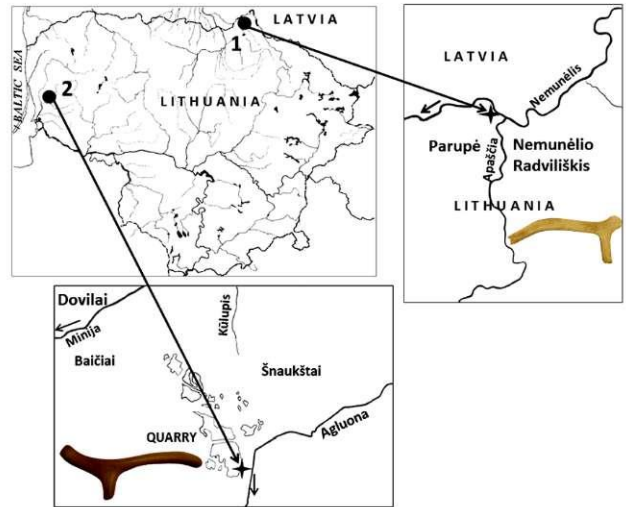 LATVIA
1
BALTIC SEA
2
LITHUANIA
LATVIA
Nemunėlis
Parupė
Apaščia
Nemunėlio
Radviliškis
LITHUANIA
Dovilai
Minija
Baičiai
Kūlupis
Šnaukštai
QUARRY
Agluona